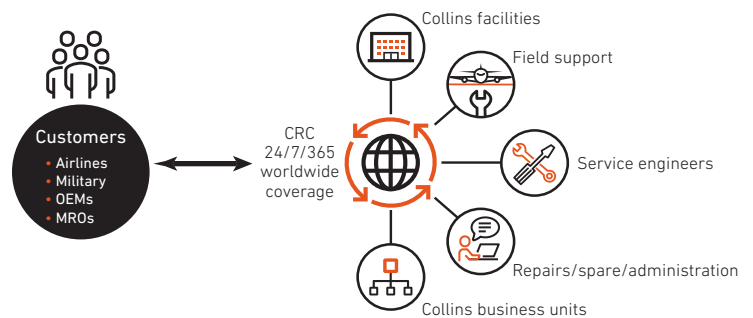 Customers
• Airlines
• Military
• OEMs
• MROs
CRC
24/7/365
worldwide
coverage
Collins facilities
Field support
Service engineers
Repairs/spare/administration
Collins business units